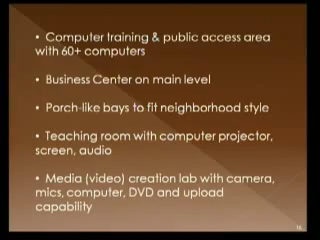 • Computer training & public access area
with 60+ computers
• Business Center on main level
• Porch-like bays to fit neighborhood style
• Teaching room with computer projector,
screen, audio
• Media (video) creation lab with camera,
mics, computer, DVD and upload
capability